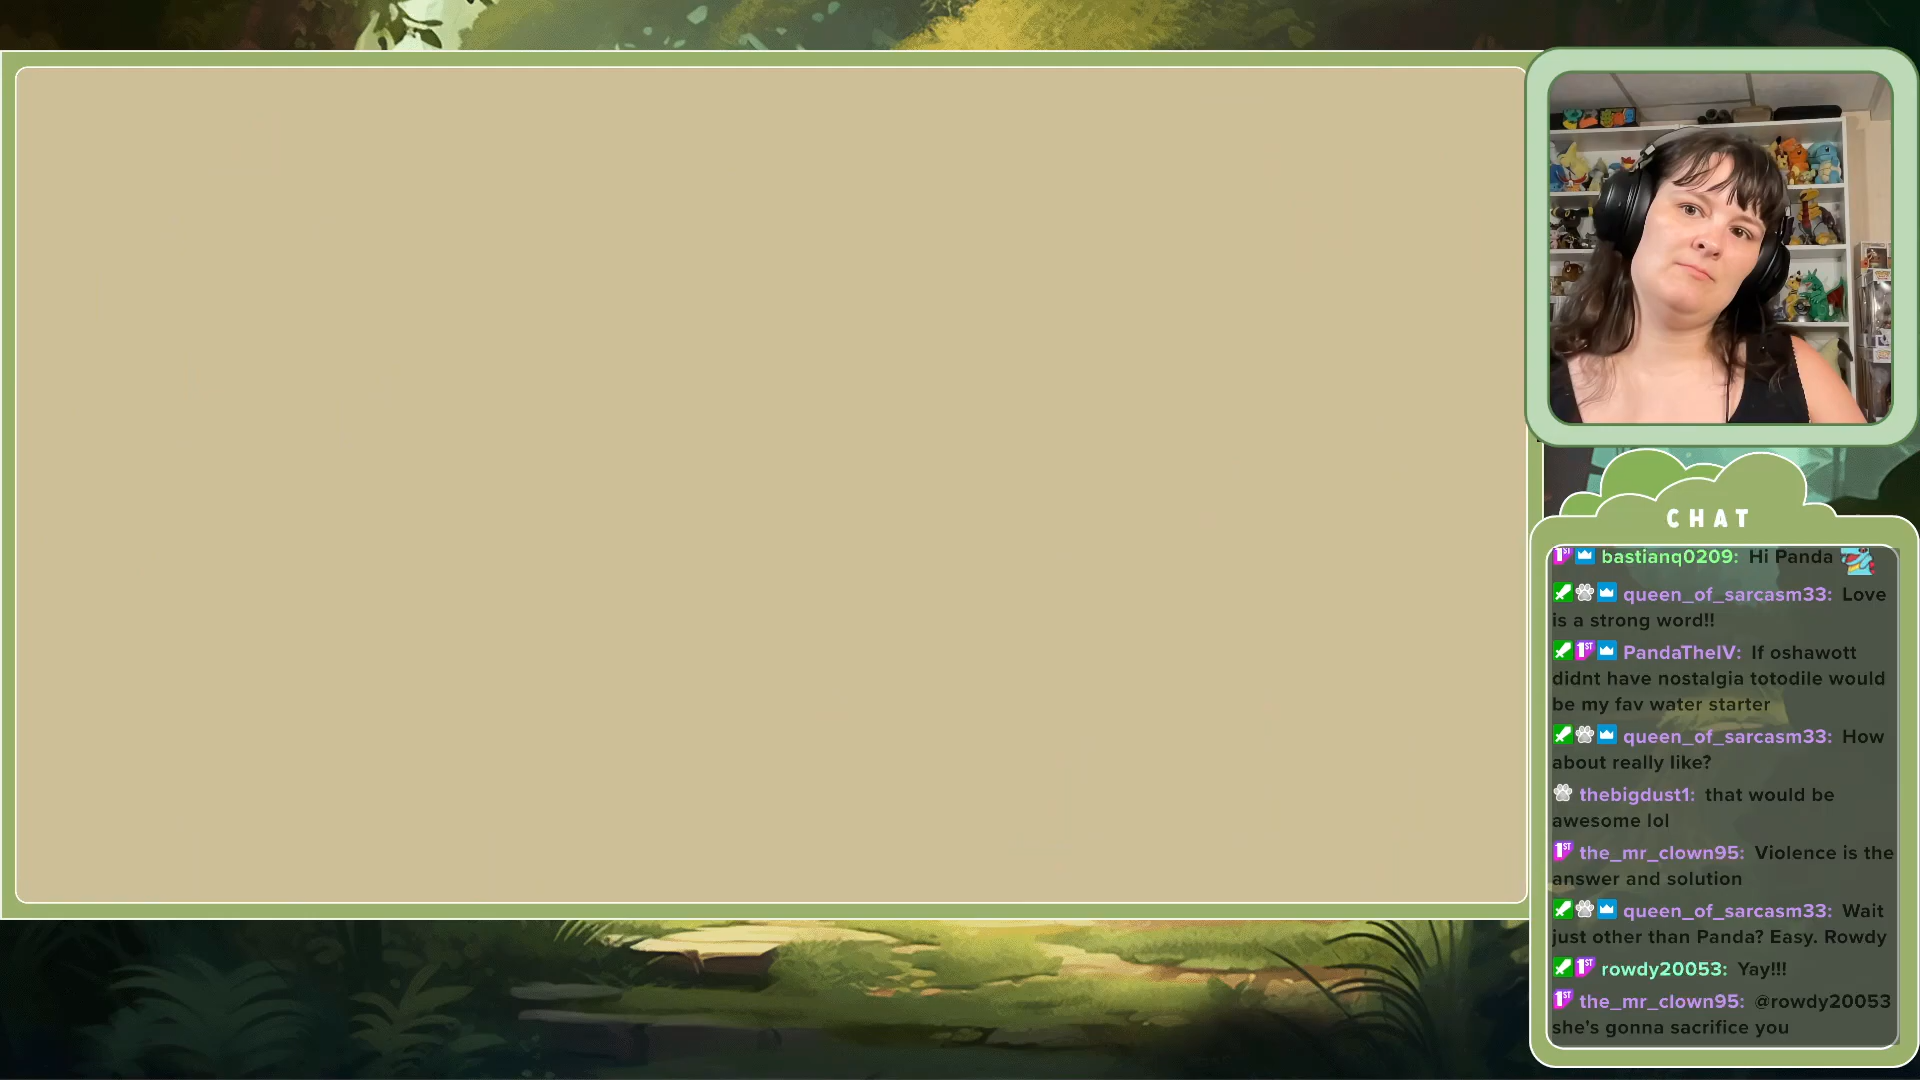 CHAT
bastianq0209: Hi Panda
queen_of_sarcasm33: Love
is a strong word!!
PandaTheIV: If oshawott
didnt have nostalgia totodile would
be my fav water starter
queen_of_sarcasm33: How
about really like?
thebigdust1: that would be
awesome lol
the_mr_clown95: Violence is the
answer and solution
queen_of_sarcasm33: Wait
just other than Panda? Easy. Rowdy
rowdy20053: Yay!!!
the_mr_clown95: @rowdy20053
she's gonna sacrifice you